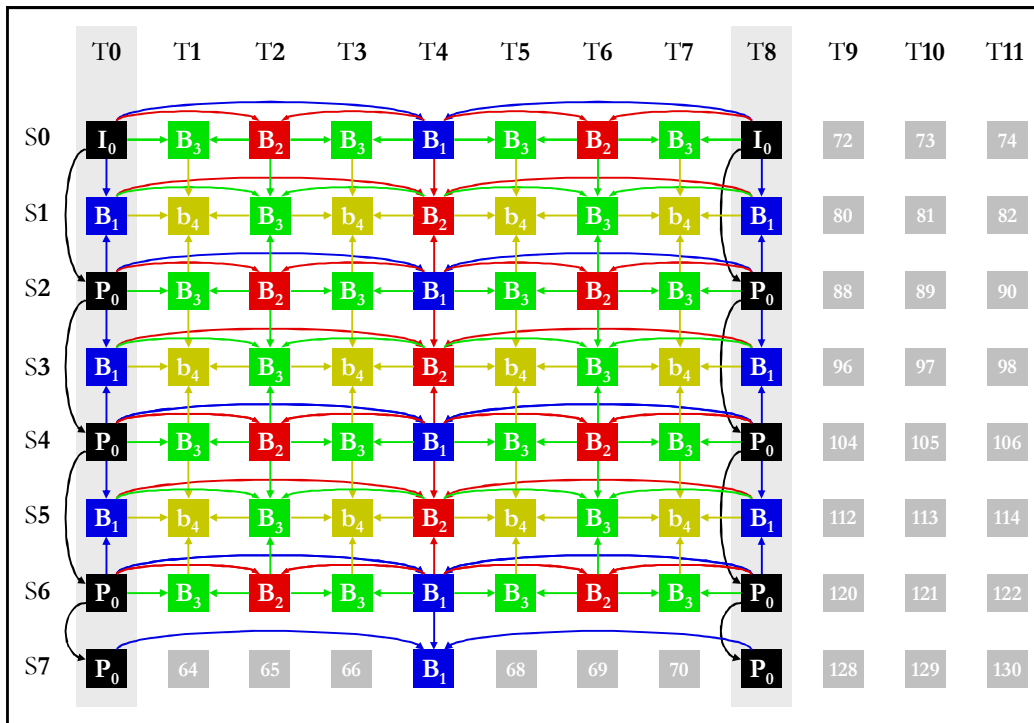 T0 T1 T2 T3 T4 T5 T6 T7 T8 T9 T10 T11
S0 I0 B3 B2 B3 B1 B3 B2 B3 I0 72 73 74
S1 B1 b4 B3 b4 B2 b4 B3 b4 B1 80 81 82
S2 P0 B3 B2 B3 B1 B3 B2 B3 P0 88 89 90
S3 B1 b4 B3 b4 B2 b4 B3 b4 B1 96 97 98
S4 P0 B3 B2 B3 B1 B3 B2 B3 P0 104 105 106
S5 B1 b4 B3 b4 B2 b4 B3 b4 B1 112 113 114
S6 P0 B3 B2 B3 B1 B3 B2 B3 P0 120 121 122
S7 P0 64 65 66 B1 68 69 70 P0 128 129 130